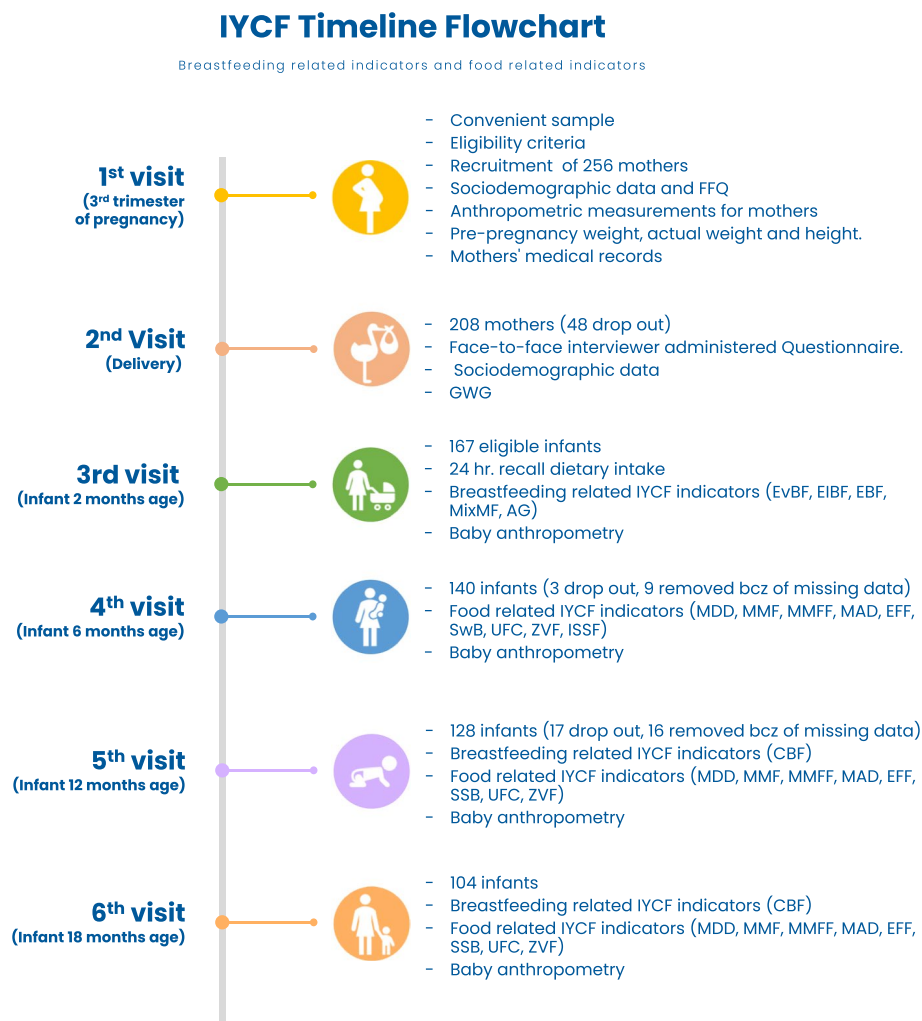 IYCF Timeline Flowchart
Breastfeeding related indicators and food related indicators
1st visit
(3rd trimester
of pregnancy)
- Convenient sample
- Eligibility criteria
- Recruitment of 256 mothers
- Sociodemographic data and FFQ
- Anthropometric measurements for mothers
- Pre-pregnancy weight, actual weight and height.
- Mothers' medical records
2nd Visit
(Delivery)
- 208 mothers (48 drop out)
- Face-to-face interviewer administered Questionnaire.
- Sociodemographic data
- GWG
3rd visit
(Infant 2 months age)
- 167 eligible infants
- 24 hr. recall dietary intake
- Breastfeeding related IYCF indicators (EvBF, EIBF, EBF,
MixMF, AG)
- Baby anthropometry
4th visit
(Infant 6 months age)
- 140 infants (3 drop out, 9 removed bcz of missing data)
- Food related IYCF indicators (MDD, MMF, MMFF, MAD, EFF,
SwB, UFC, ZVF, ISSF)
- Baby anthropometry
5th visit
(Infant 12 months age)
- 128 infants (17 drop out, 16 removed bcz of missing data)
- Breastfeeding related IYCF indicators (CBF)
- Food related IYCF indicators (MDD, MMF, MMFF, MAD, EFF,
SSB, UFC, ZVF)
- Baby anthropometry
6th visit
(Infant 18 months age)
- 104 infants
- Breastfeeding related IYCF indicators (CBF)
- Food related IYCF indicators (MDD, MMF, MMFF, MAD, EFF,
SSB, UFC, ZVF)
- Baby anthropometry